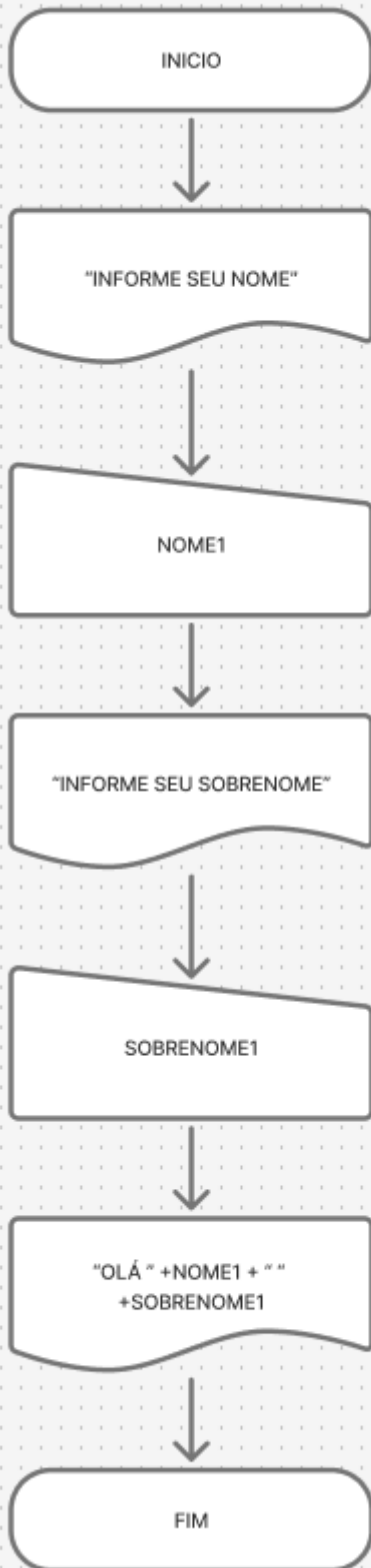 INICIO
“INFORME SEU NOME”
NOME1
“INFORME SEU SOBRENOME”
SOBRENOME1
“OLÁ ” +NOME1 + “ ”
+SOBRENOME1
FIM